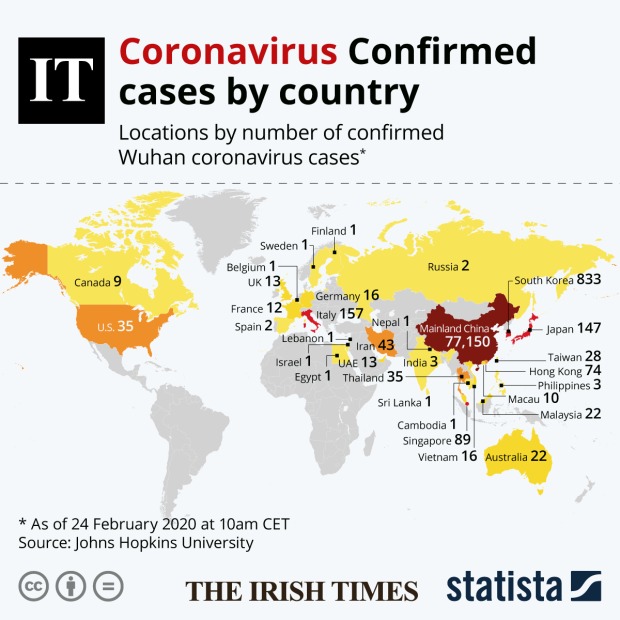 IT
Coronavirus Confirmed
cases by country
Locations by number of confirmed
Wuhan coronavirus cases*
Finland 1
Sweden 1
Belgium 1
Russia 2
Canada 9
UK 13
South Korea 833
Germany 16
France 12
Italy 157
Nepal 1
U.S. 35
Spain 2
Mainland China
77,150
Japan 147
Lebanon 1
Iran 43
Taiwan 28
Israel 1
UAE 13
India 3
Hong Kong 74
Egypt 1
Thailand 35
Philippines 3
Macau 10
Sri Lanka 1
Malaysia 22
Cambodia 1
Singapore 89
Vietnam 16
Australia 22
* As of 24 February 2020 at 10am CET
Source: Johns Hopkins University
cc
=
THE IRISH TIMES
statista